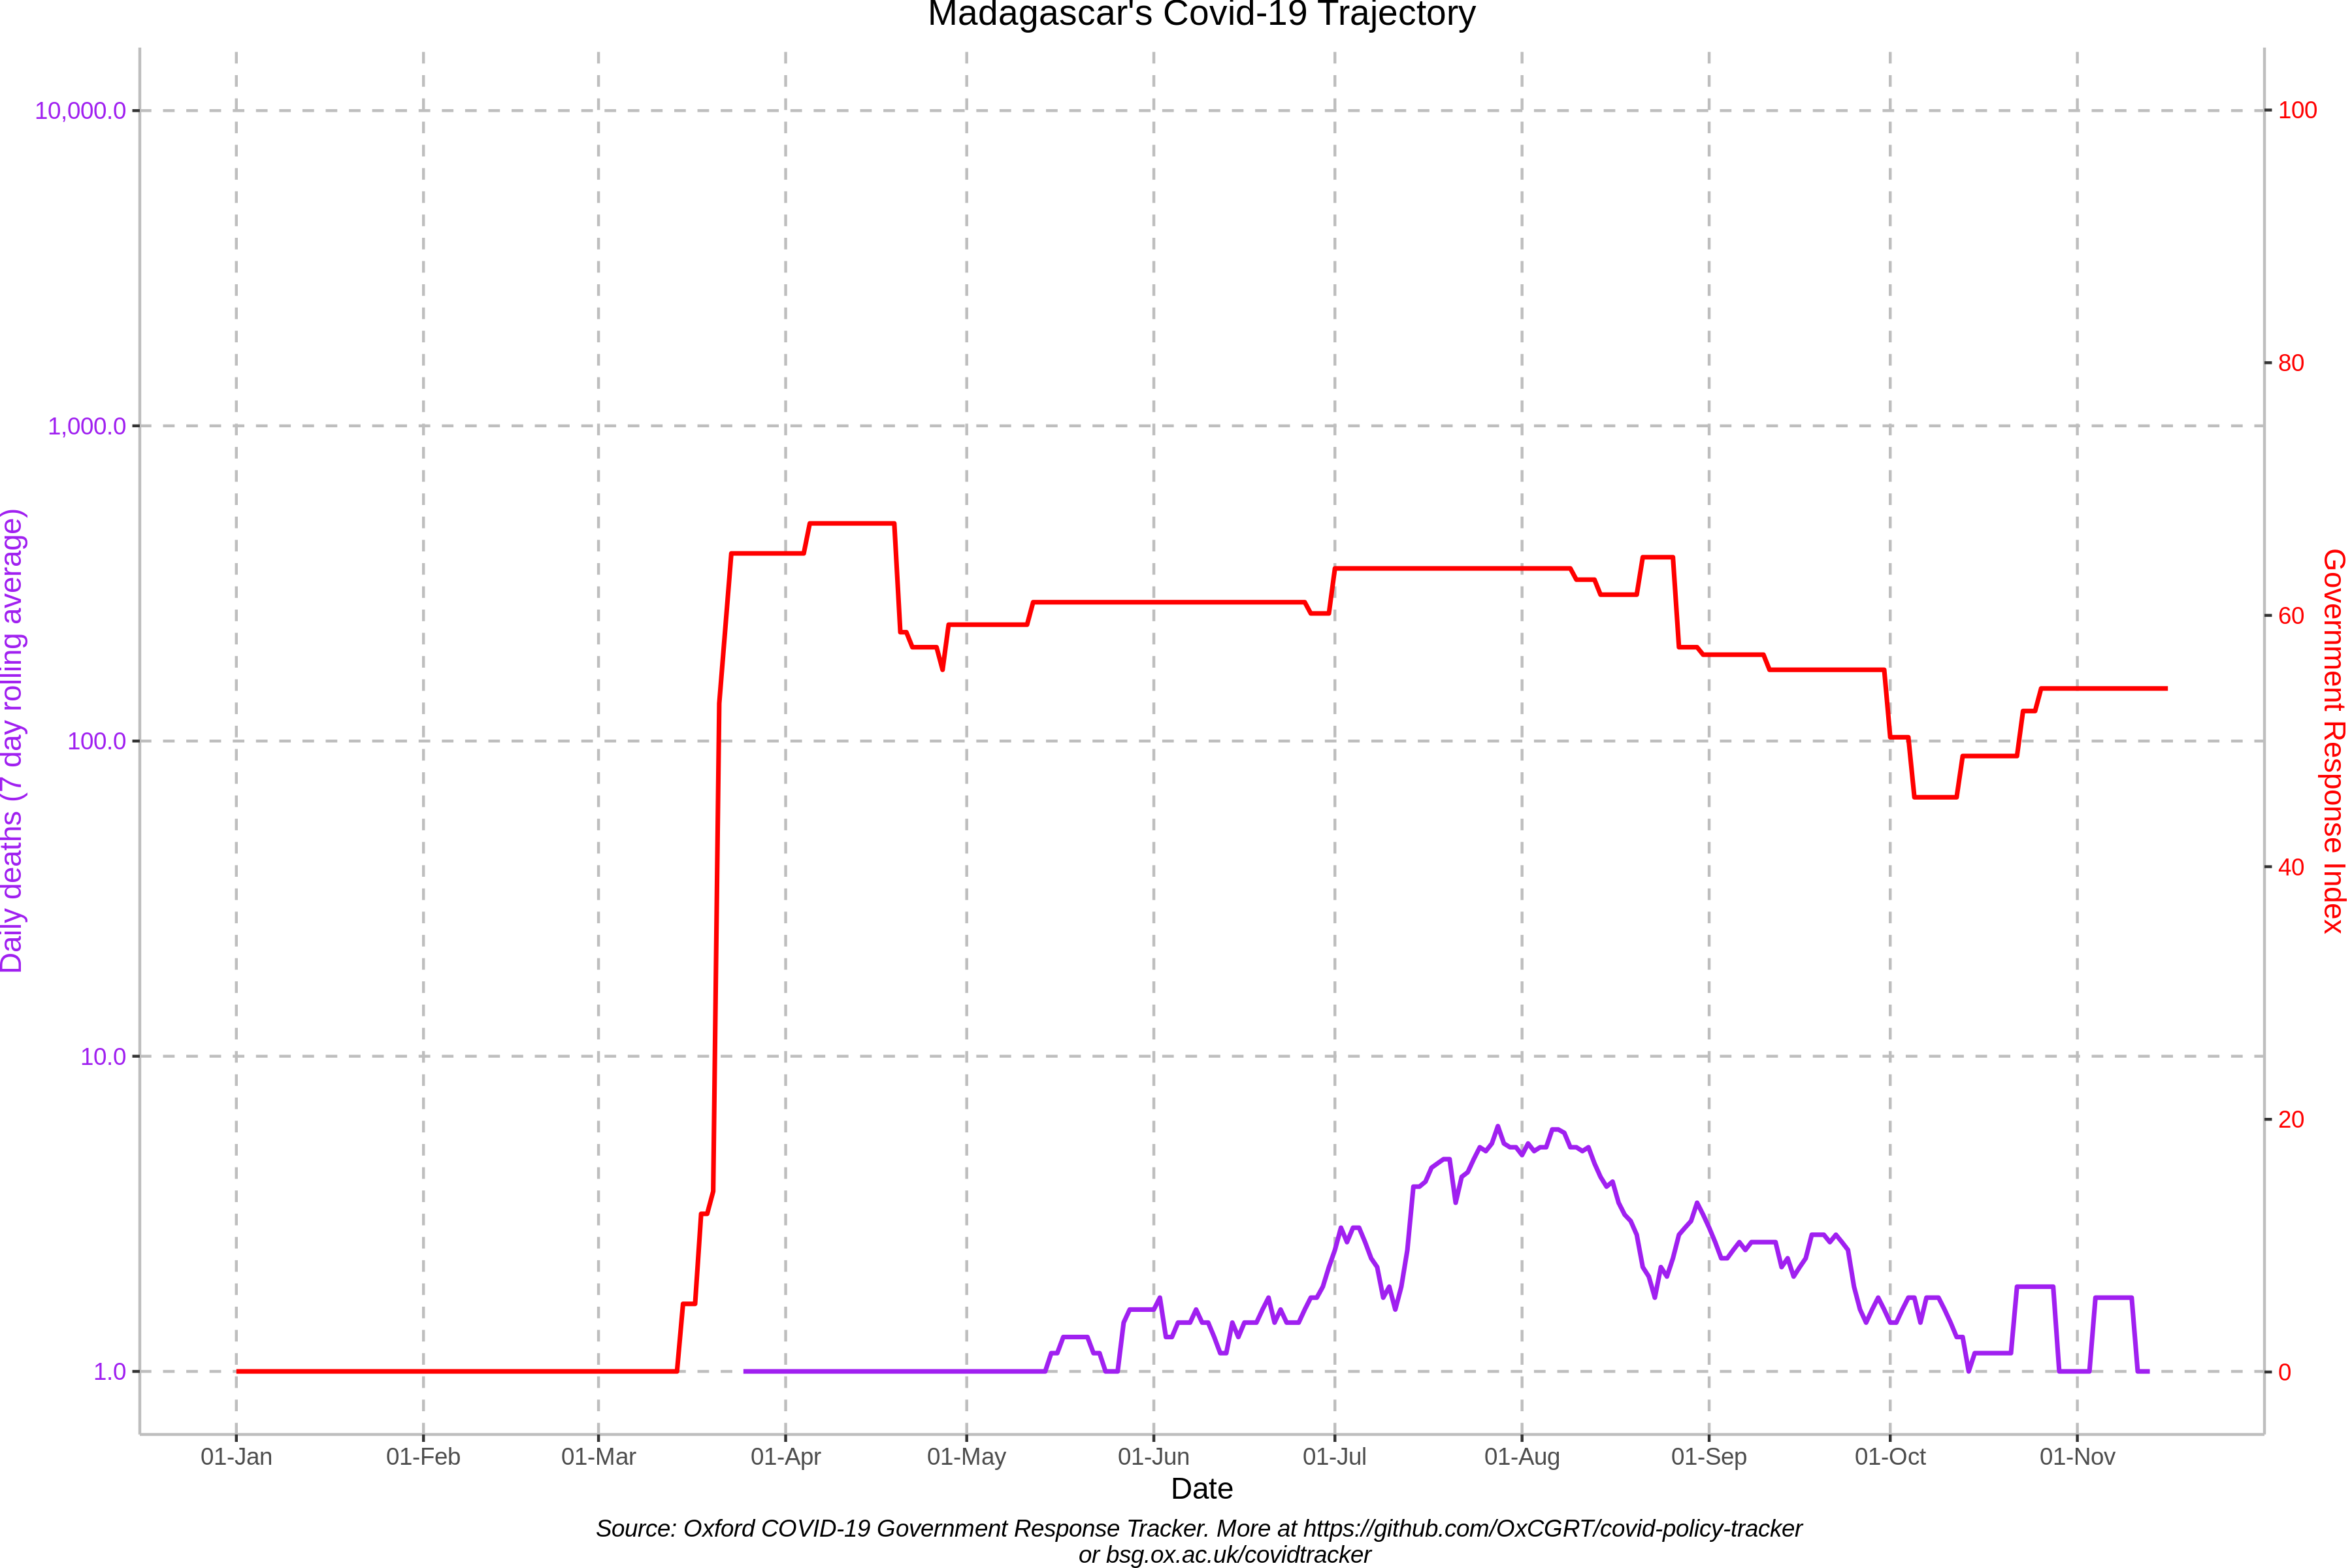 Madagascar's Covid-19 Trajectory
10,000.0
1,000.0
100.0
10.0
1.0
Daily deaths (7 day rolling average)
100
80
60
40
20
0
Government Response Index
01-Jan
01-Feb
01-Mar
01-Apr
01-May
01-Jun
01-Jul
01-Aug
01-Sep
01-Oct
01-Nov
Date
Source: Oxford COVID-19 Government Response Tracker. More at https://github.com/OxCGRT/covid-policy-tracker
or bsg.ox.ac.uk/covidtracker